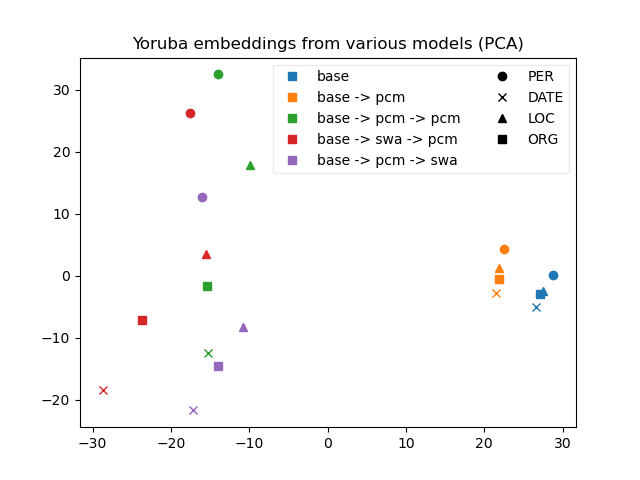 Yoruba embeddings from various models (PCA)
30
20
10
0
−10
−20
base
base -> pcm
base -> pcm -> pcm
base -> swa -> pcm
base -> pcm -> swa
PER
DATE
LOC
ORG
−30 −20 −10 0 10 20 30